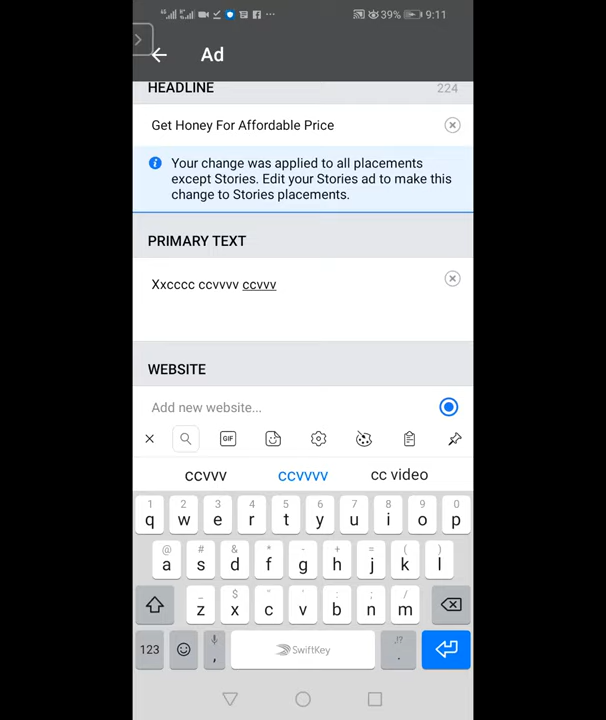 39% 9:11
Ad
HEADLINE 224
Get Honey For Affordable Price
Your change was applied to all placements
except Stories. Edit your Stories ad to make this
change to Stories placements.
PRIMARY TEXT
Xxcccc ccvvvv ccvvv
WEBSITE
Add new website...
GIF
ccvvv ccvvvv cc video
1 2 3 4 5 6 7 8 9 0
q w e r t y u i o p
@ # & * - + = ( )
a s d f g h j k l
_ $ " ' : ; /
z x c v b n m
123 , SwiftKey ,!? .